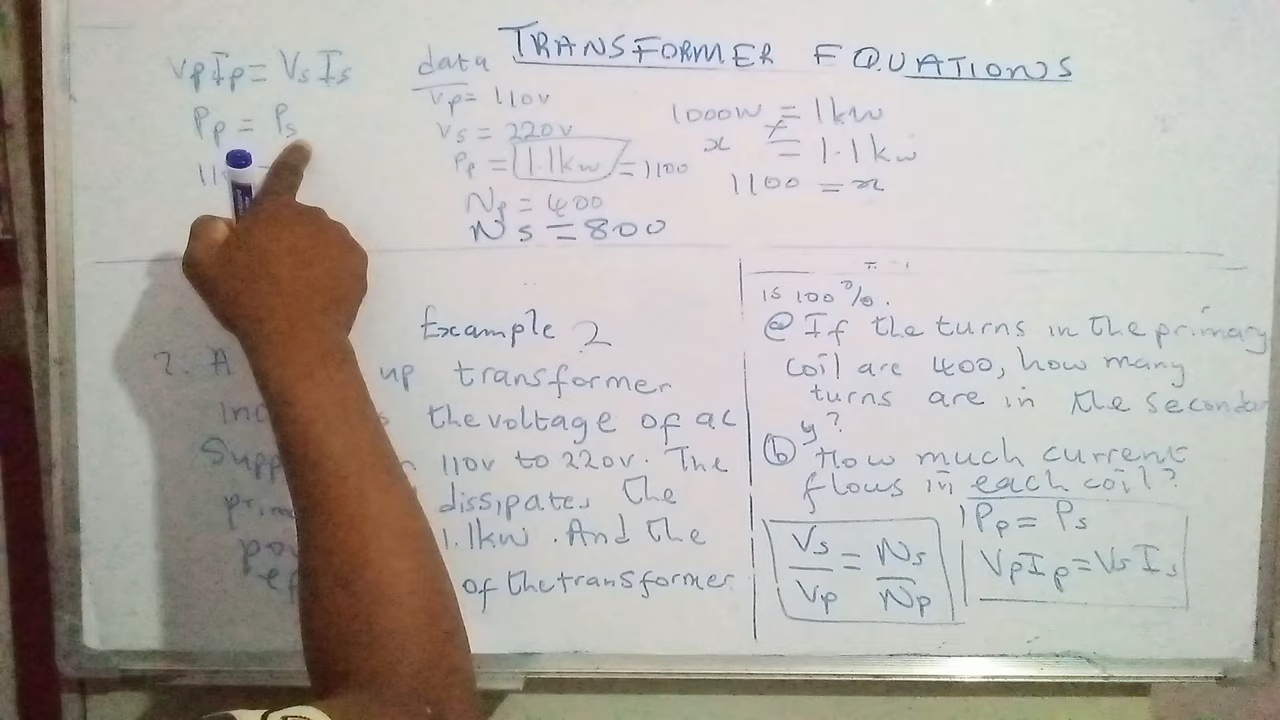 TRANSFORMER EQUATIONS
VpIp = VsIs
Pp = Ps
data
Vp = 110v
Vs = 220v
Pp = 1.1kw = 1100
Np = 400
Ns = 800
1000W = 1kw
x = 1.1kw
1100 = x
Example 2
2. A up transformer
the voltage of ac
110v to 220v. The
dissipates the
1.1kw. And the
of the transformer
is 100%.
@ If the turns in the primary
coil are 400, how many
turns are in the secondar
y?
(b) How much current
flows in each coil?
Vs/Vp = Ns/Np
Pp = Ps
VpIp = VsIs